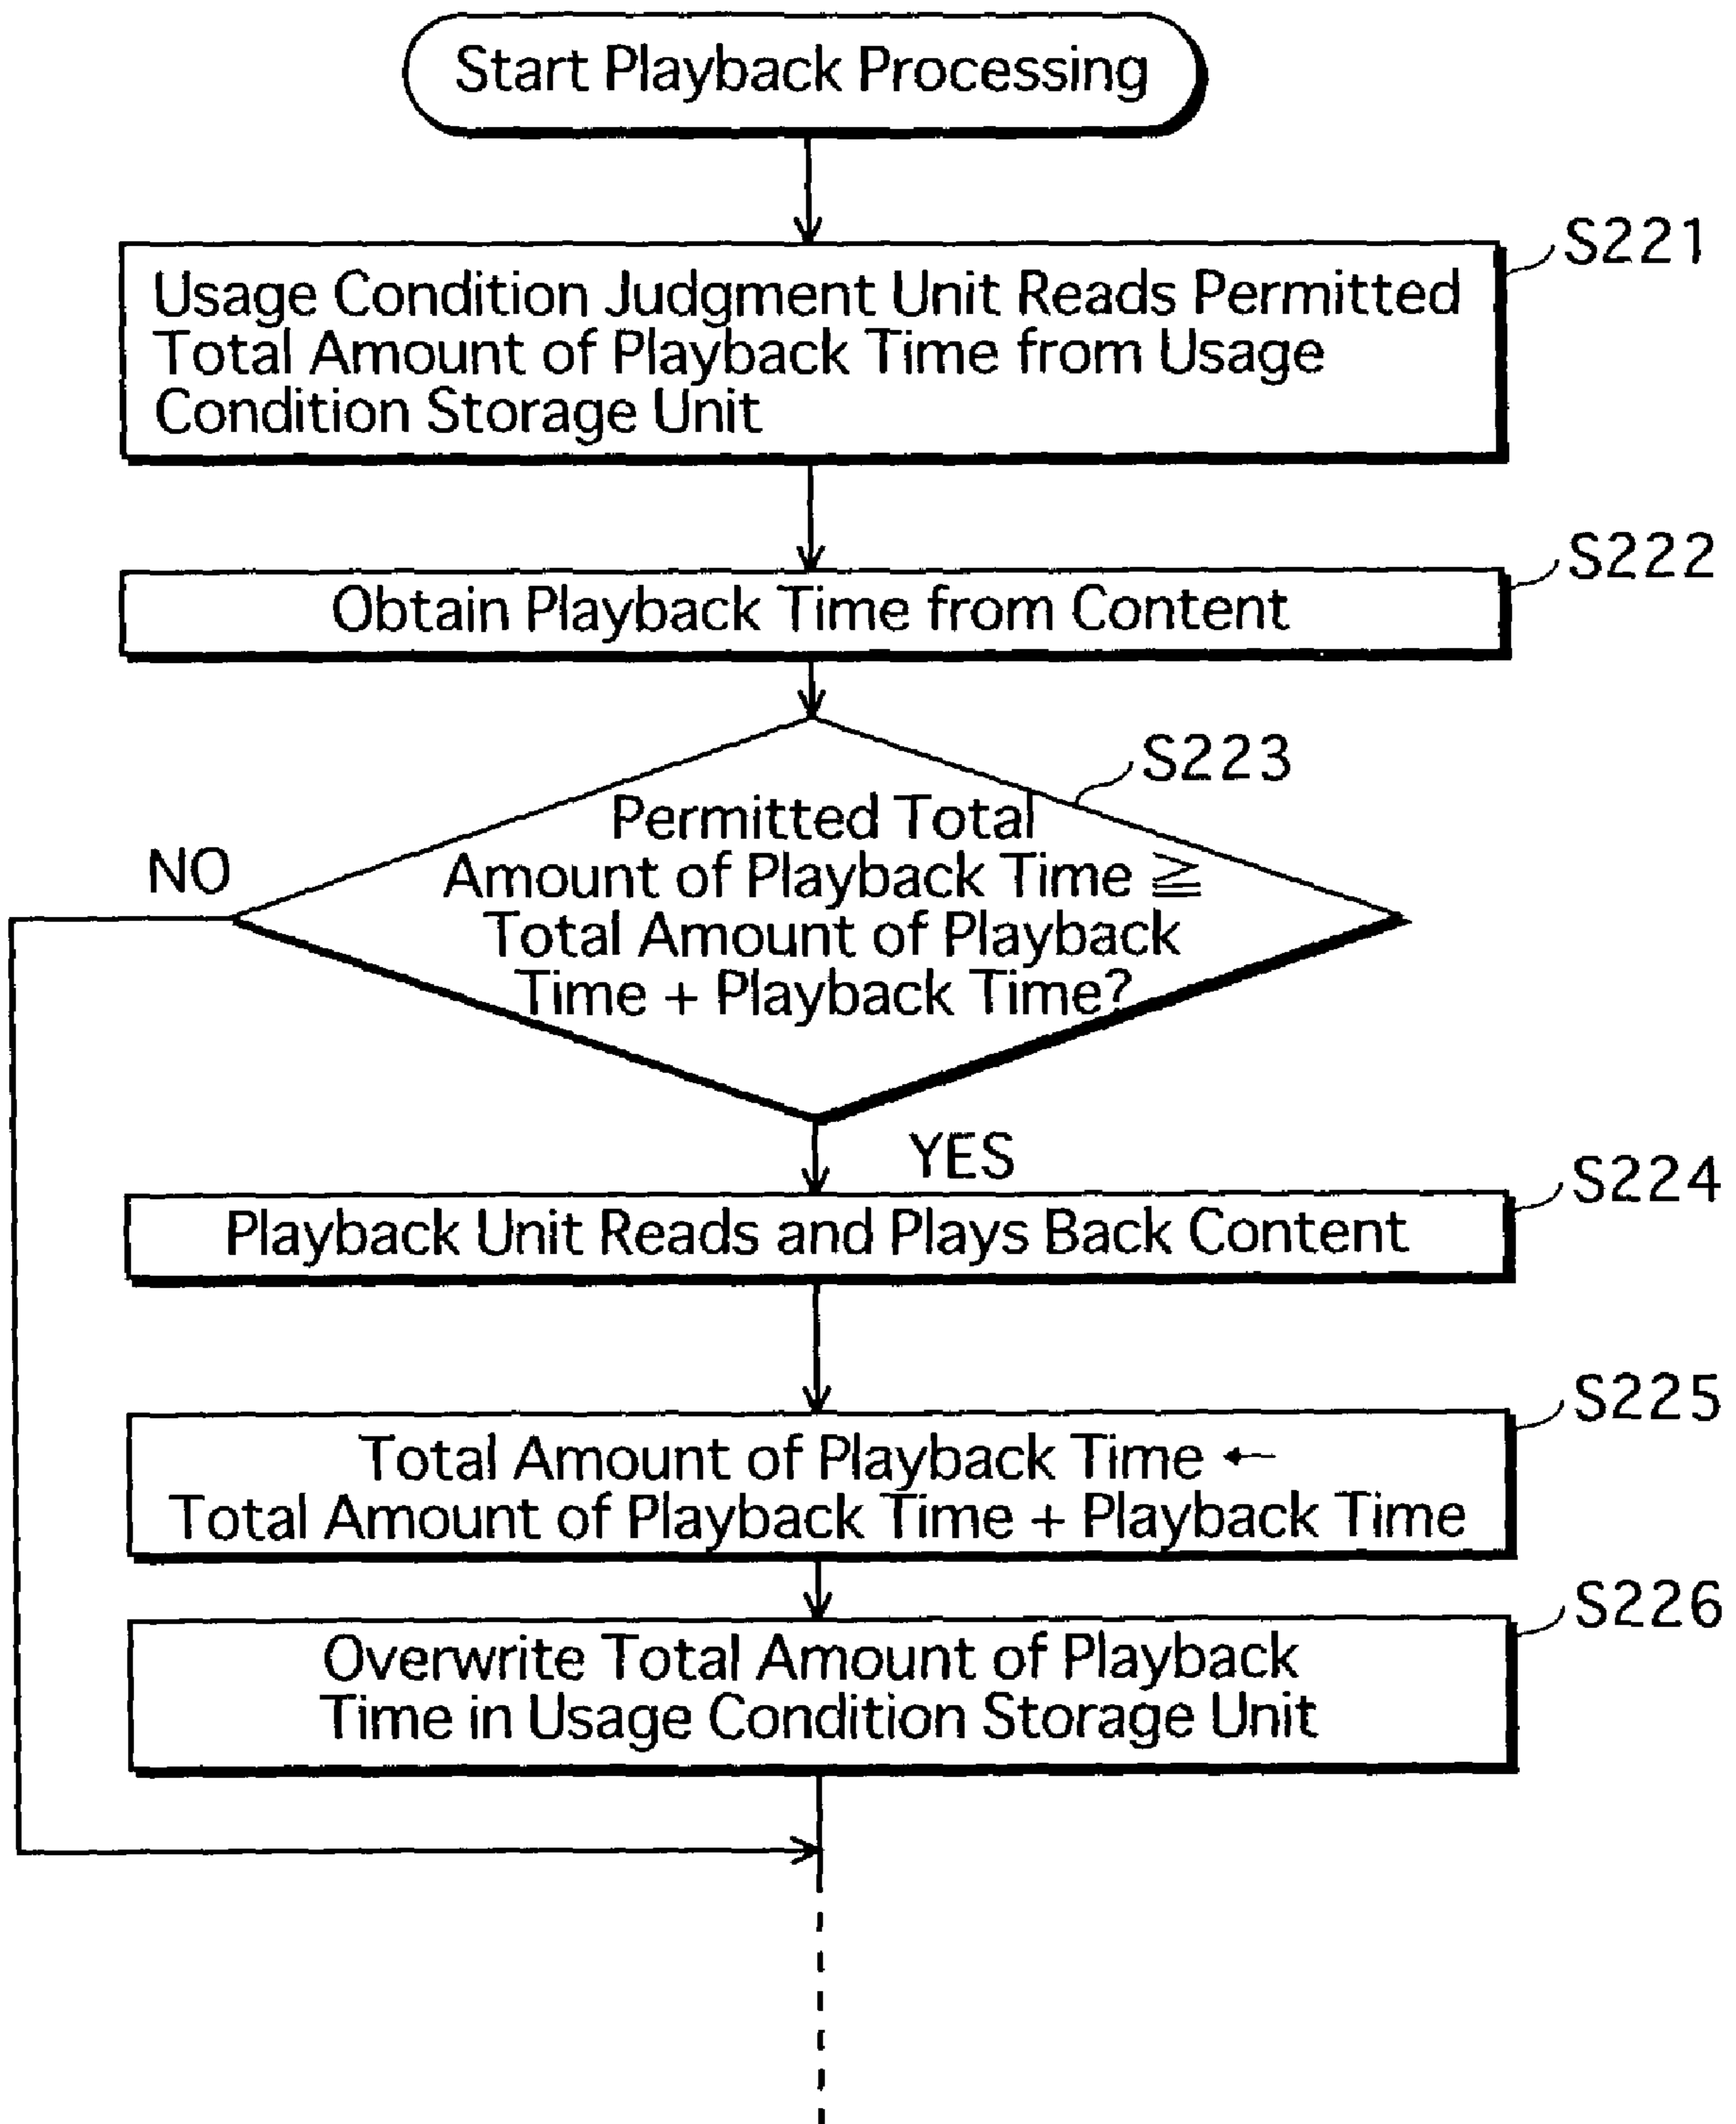 Start Playback Processing
S221
Usage Condition Judgment Unit Reads Permitted
Total Amount of Playback Time from Usage
Condition Storage Unit
S222
Obtain Playback Time from Content
S223
Permitted Total
NO
Amount of Playback Time ≧
Total Amount of Playback
Time + Playback Time?
YES
S224
Playback Unit Reads and Plays Back Content
S225
Total Amount of Playback Time ←
Total Amount of Playback Time + Playback Time
S226
Overwrite Total Amount of Playback
Time in Usage Condition Storage Unit